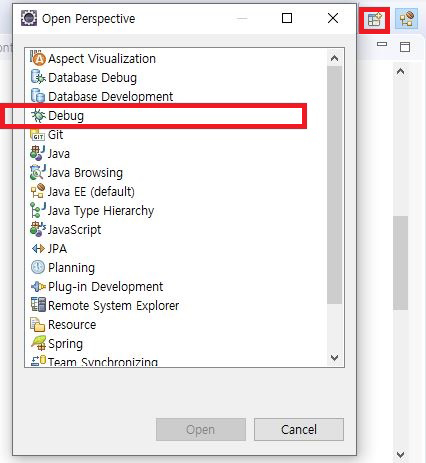 Open Perspective
ont
Aspect Visualization
Database Debug
Database Development
Debug
Git
Java
Java Browsing
Java EE (default)
Java Type Hierarchy
JavaScript
JPA
Planning
Plug-in Development
Remote System Explorer
Resource
Spring
Team Synchronizing
Open
Cancel